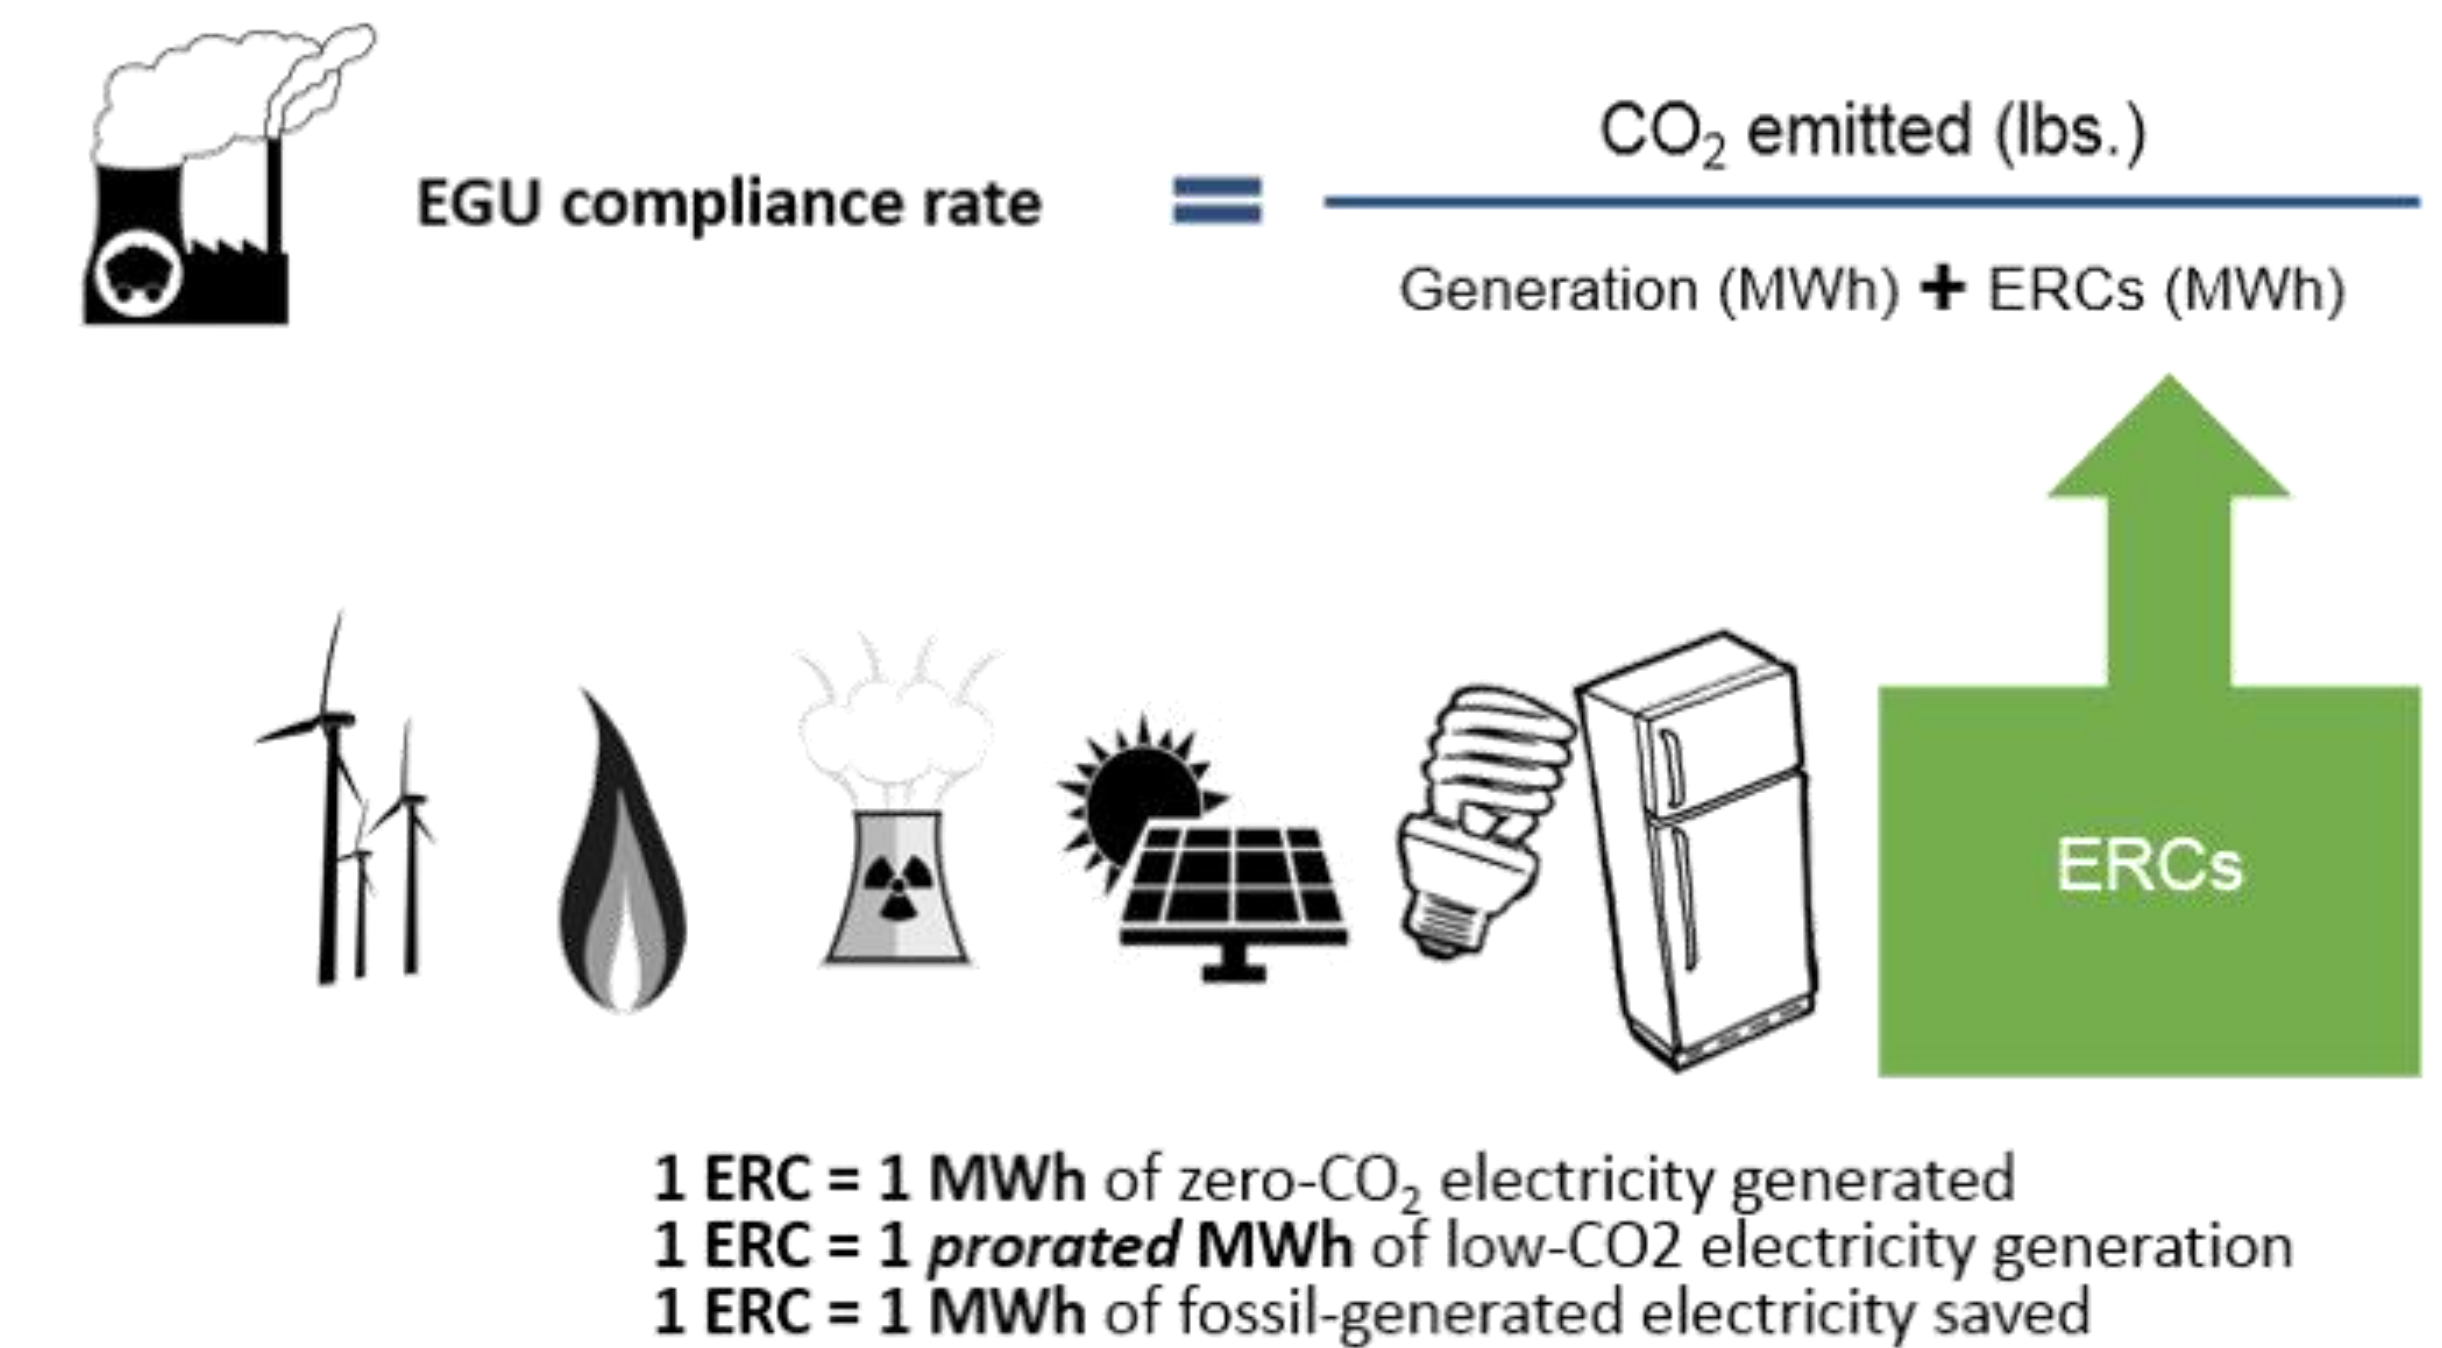 CO₂ emitted (lbs.)
EGU compliance rate =
Generation (MWh) + ERCs (MWh)
ERCs
1 ERC = 1 MWh of zero-CO₂ electricity generated
1 ERC = 1 prorated MWh of low-CO2 electricity generation
1 ERC = 1 MWh of fossil-generated electricity saved